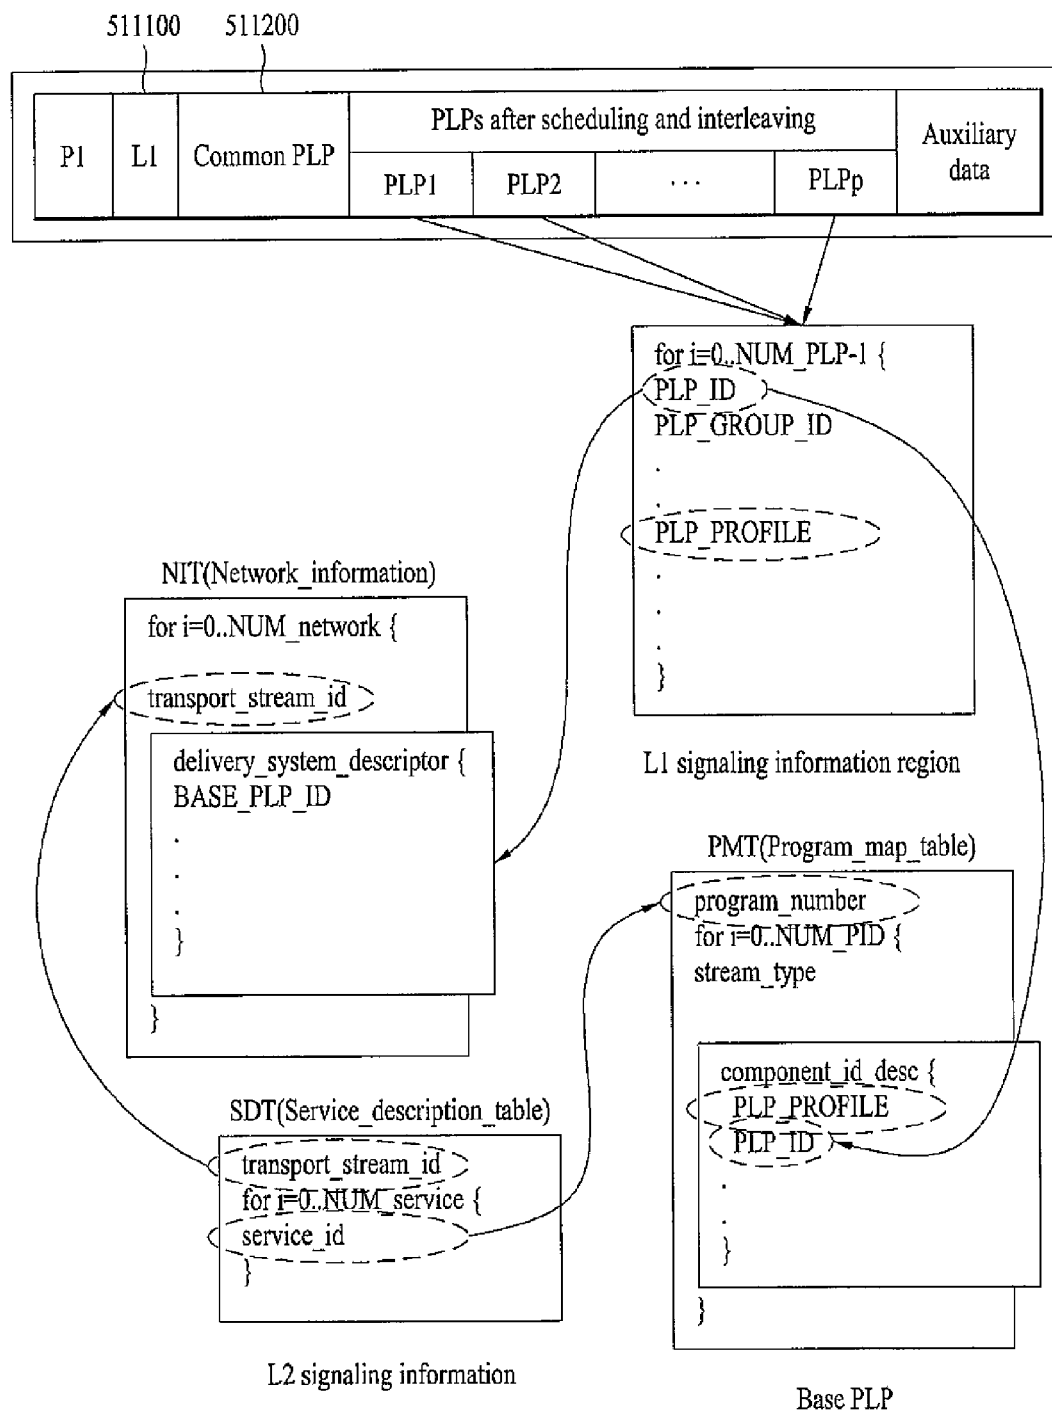 511100 511200
P1 L1 Common PLP PLPs after scheduling and interleaving Auxiliary data
PLP1 PLP2 ... PLPp
for i=0..NUM_PLP-1 {
PLP_ID
PLP_GROUP_ID
.
.
PLP_PROFILE
.
.
.
}
L1 signaling information region
NIT(Network_information)
for i=0..NUM_network {
transport_stream_id
delivery_system_descriptor {
BASE_PLP_ID
.
.
.
}
}
PMT(Program_map_table)
program_number
for i=0..NUM_PID {
stream_type
component_id_desc {
PLP_PROFILE
PLP_ID
.
.
}
}
Base PLP
SDT(Service_description_table)
transport_stream_id
for i=0..NUM_service {
service_id
}
L2 signaling information